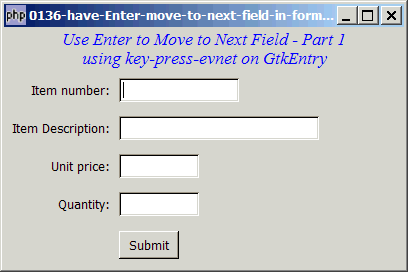 php 0136-have-Enter-move-to-next-field-in-form...
Use Enter to Move to Next Field - Part 1
using key-press-evnet on GtkEntry
Item number:
Item Description:
Unit price:
Quantity:
Submit